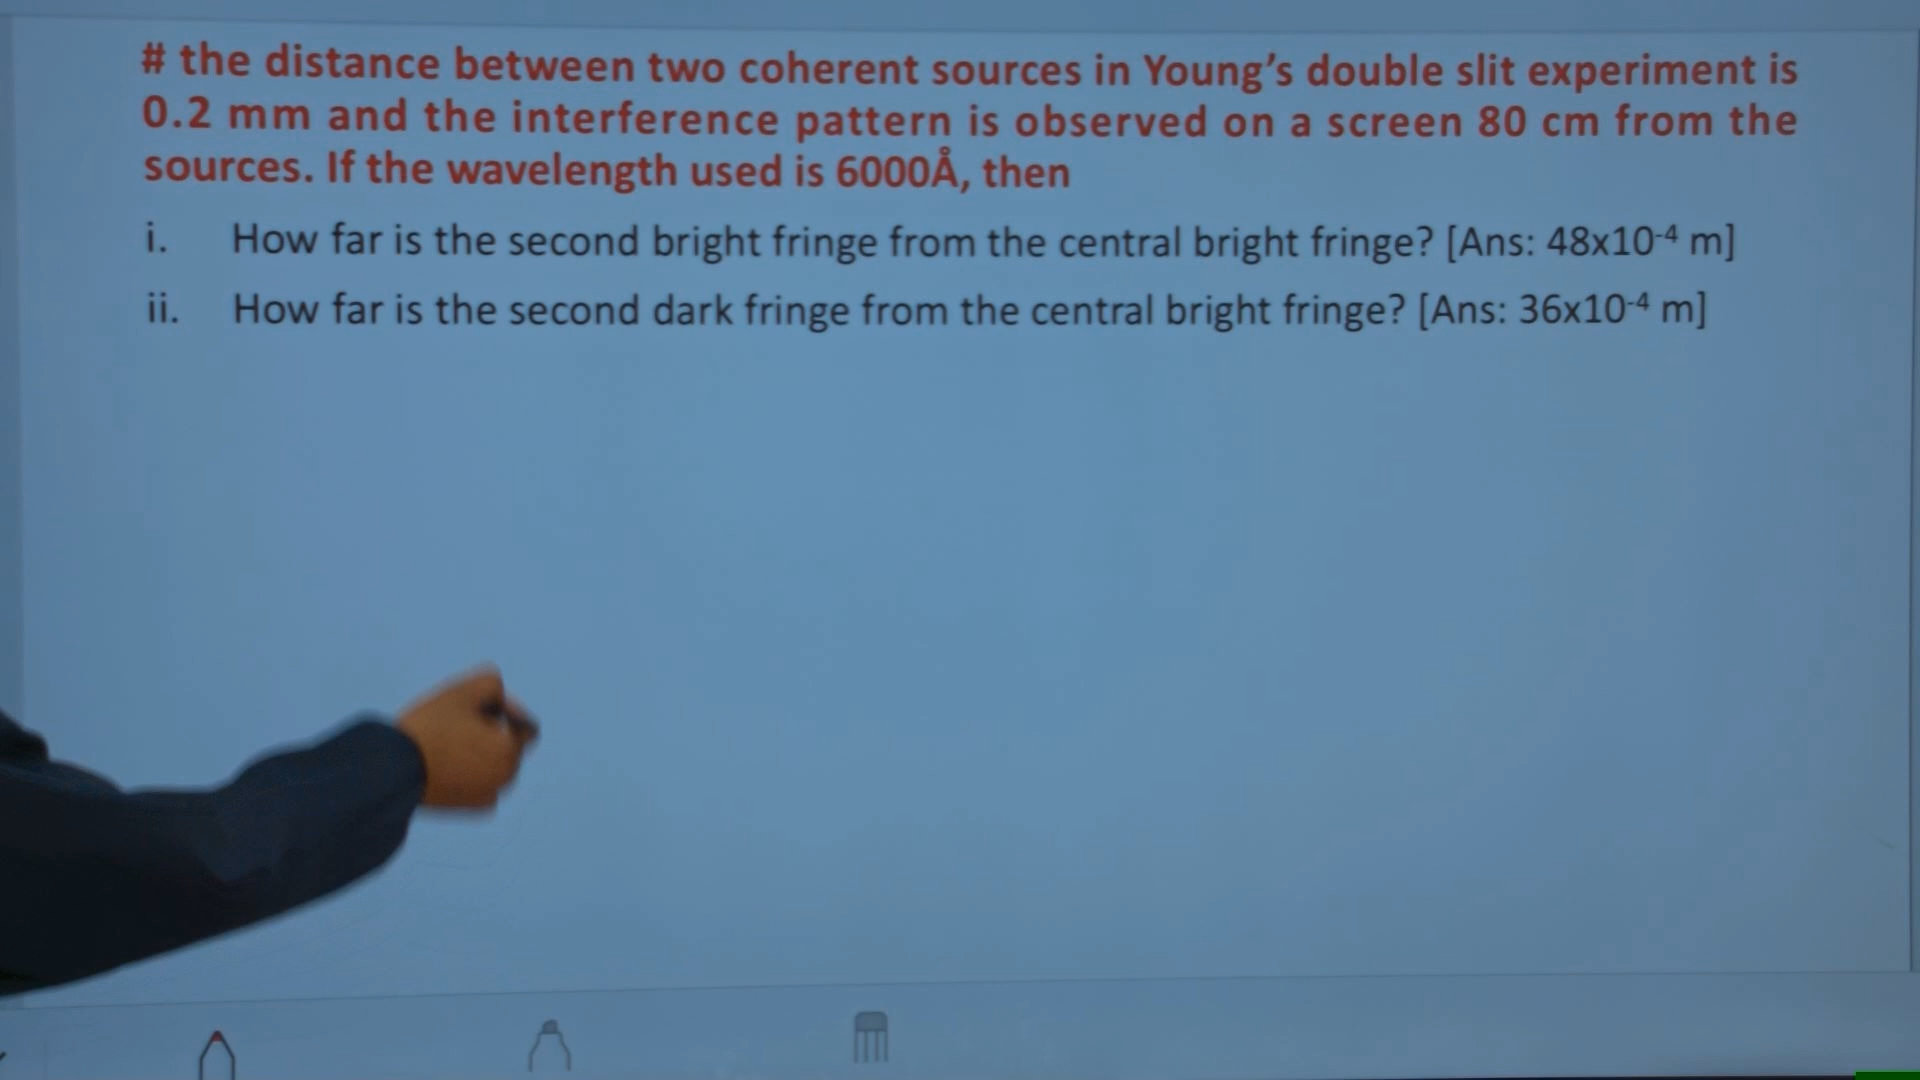 # the distance between two coherent sources in Young’s double slit experiment is
0.2 mm and the interference pattern is observed on a screen 80 cm from the
sources. If the wavelength used is 6000Å, then
i. How far is the second bright fringe from the central bright fringe? [Ans: 48x10⁻⁴ m]
ii. How far is the second dark fringe from the central bright fringe? [Ans: 36x10⁻⁴ m]